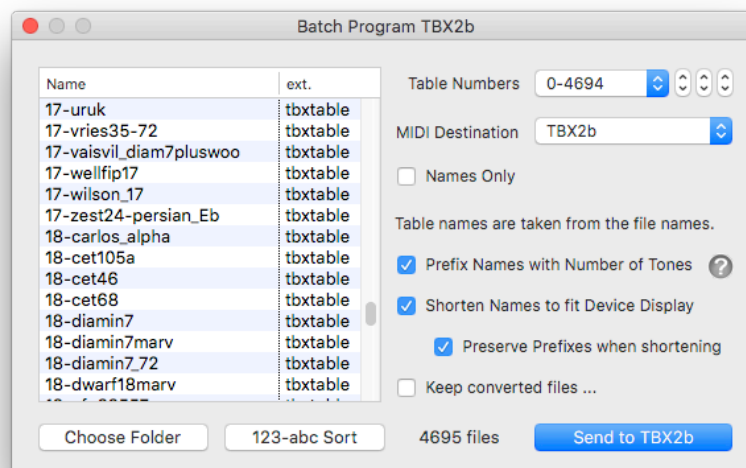 Batch Program TBX2b
Name ext.
17-uruk tbxtable
17-vries35-72 tbxtable
17-vaisvil_diam7pluswoo tbxtable
17-wellfip17 tbxtable
17-wilson_17 tbxtable
17-zest24-persian_Eb tbxtable
18-carlos_alpha tbxtable
18-cet105a tbxtable
18-cet46 tbxtable
18-cet68 tbxtable
18-diamin7 tbxtable
18-diamin7marv tbxtable
18-diamin7_72 tbxtable
18-dwarf18marv tbxtable
Table Numbers 0-4694
MIDI Destination TBX2b
Names Only
Table names are taken from the file names.
Prefix Names with Number of Tones ?
Shorten Names to fit Device Display
Preserve Prefixes when shortening
Keep converted files ...
Choose Folder 123-abc Sort 4695 files Send to TBX2b